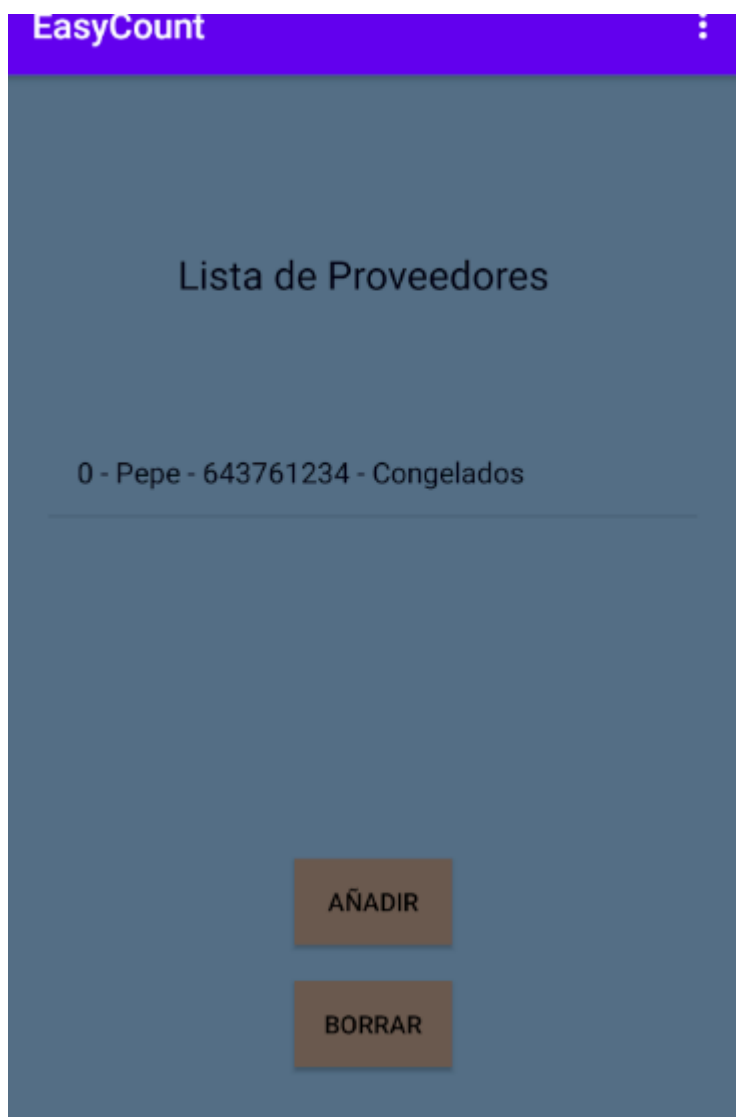 EasyCount
Lista de Proveedores
0 - Pepe - 643761234 - Congelados
AÑADIR
BORRAR